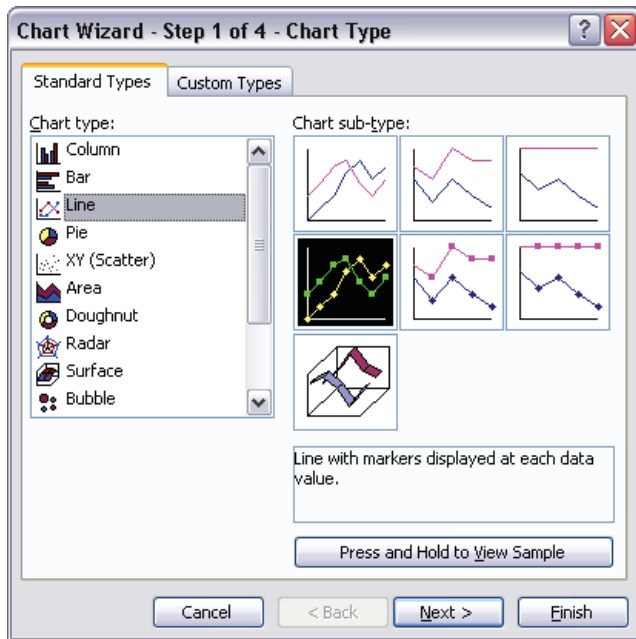 Chart Wizard - Step 1 of 4 - Chart Type
Standard Types
Custom Types
Chart type:
Column
Bar
Line
Pie
XY (Scatter)
Area
Doughnut
Radar
Surface
Bubble
Chart sub-type:
Line with markers displayed at each data
value.
Press and Hold to View Sample
Cancel
< Back
Next >
Finish